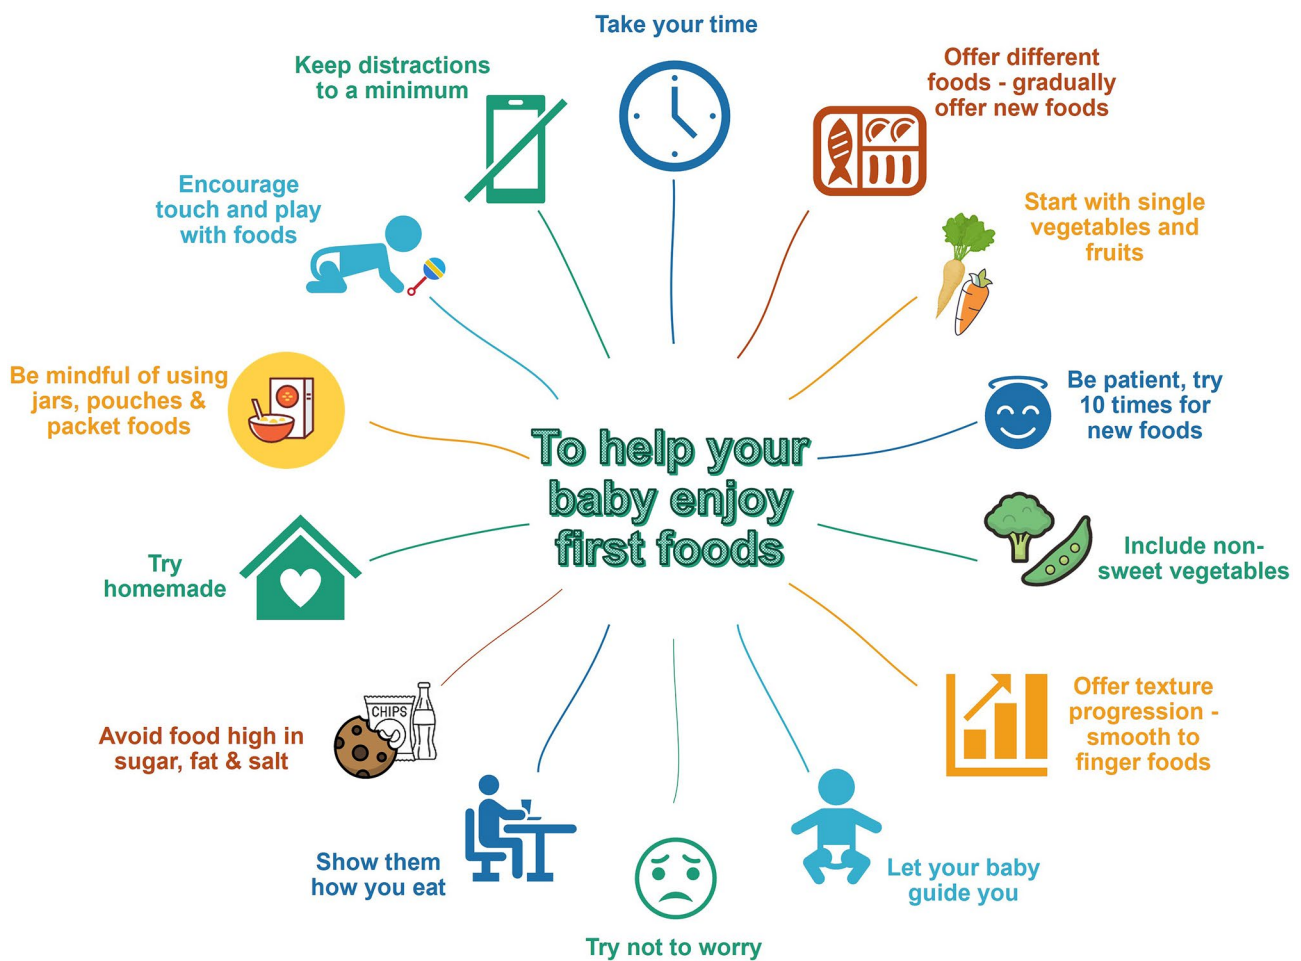 Take your time
Offer different
foods - gradually
offer new foods
Start with single
vegetables and
fruits
Be patient, try
10 times for
new foods
Include non-
sweet vegetables
Offer texture
progression -
smooth to
finger foods
Let your baby
guide you
Try not to worry
Show them
how you eat
Avoid food high in
sugar, fat & salt
CHIPS
Try
homemade
Be mindful of using
jars, pouches &
packet foods
Encourage
touch and play
with foods
Keep distractions
to a minimum
To help your
baby enjoy
first foods